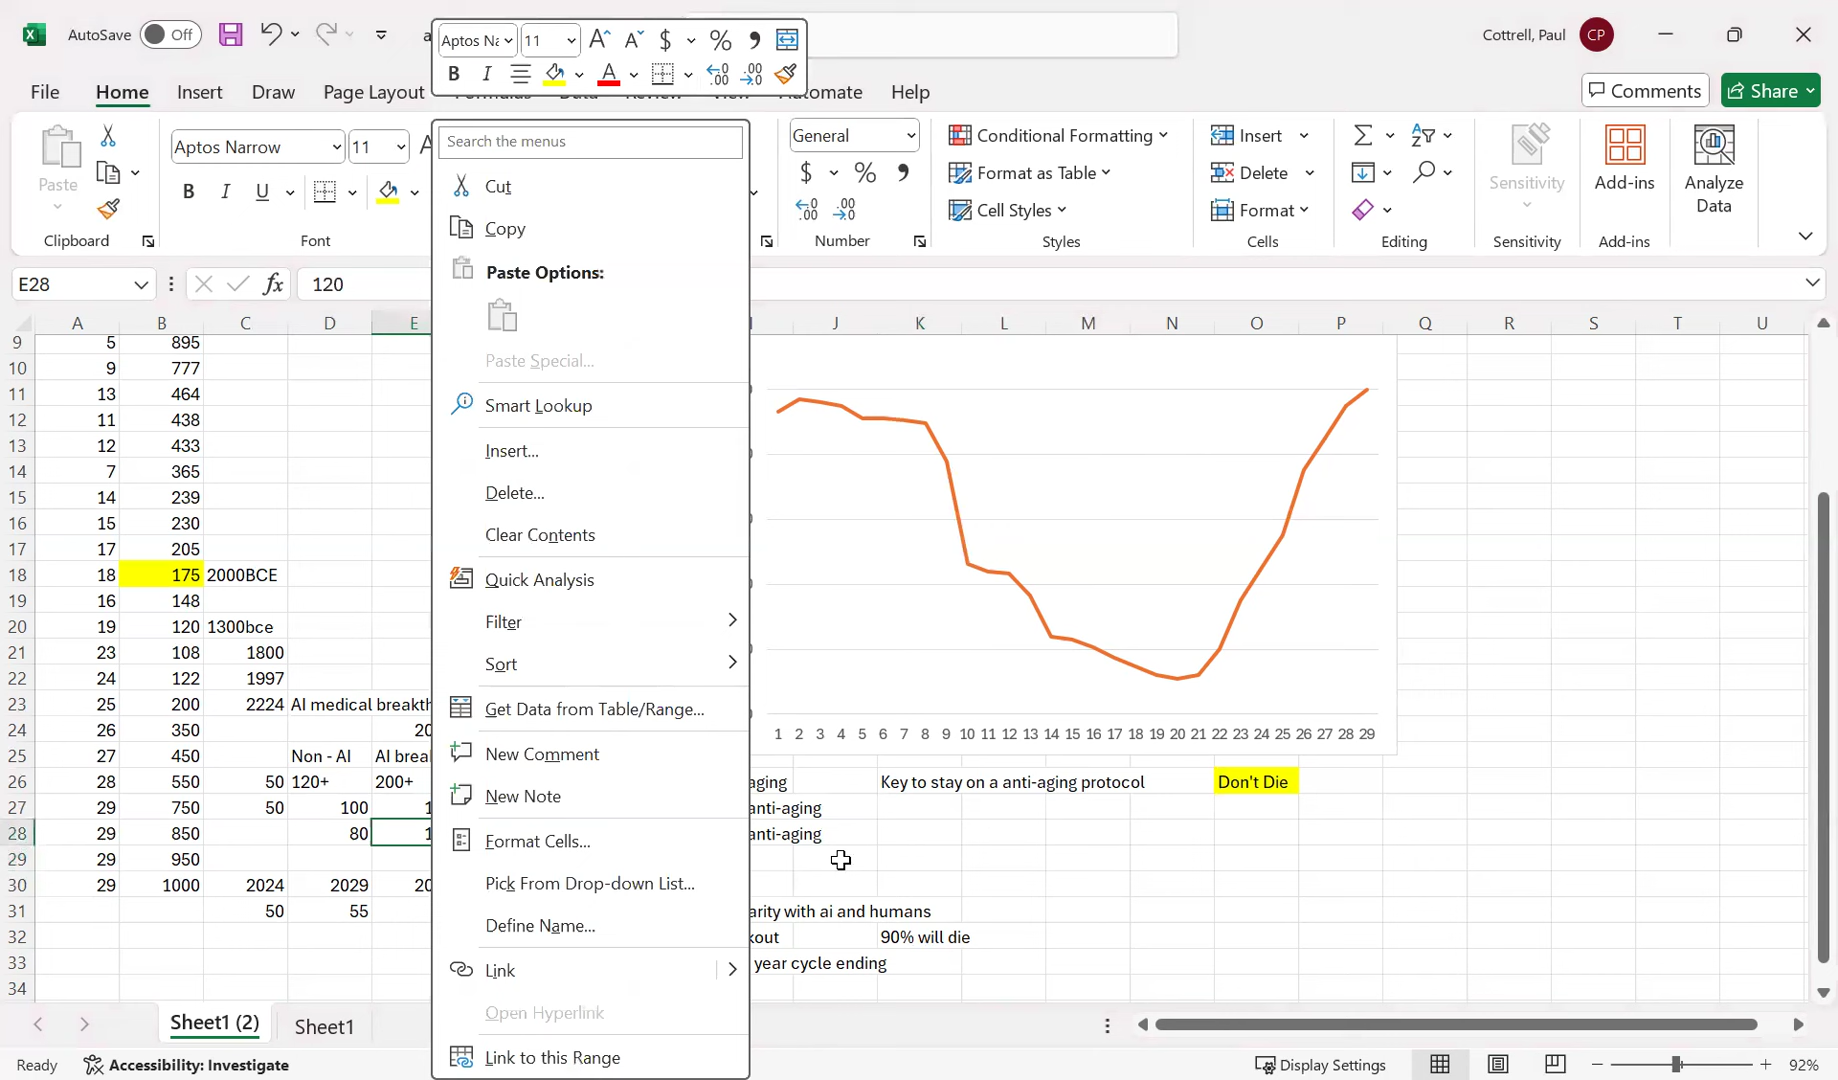 AutoSave Off
Cottrell, Paul CP
Aptos Na 11 $ % 9
B I A
File Home Insert Draw Page Layout Automate Help
Comments Share
Search the menus
Cut
Copy
Paste Options:
Paste Special...
Smart Lookup
Insert...
Delete...
Clear Contents
Quick Analysis
Filter
Sort
Get Data from Table/Range...
New Comment
New Note
Format Cells...
Pick From Drop-down List...
Define Name...
Link
Open Hyperlink
Link to this Range
Paste
Clipboard
Aptos Narrow 11
B I U
Font
General
$ %
Number
Conditional Formatting
Format as Table
Cell Styles
Styles
Insert
Delete
Format
Cells
Editing
Sensitivity
Sensitivity
Add-ins
Add-ins
Analyze
Data
E28 fx 120
A B C D E J K L M N O P Q R S T U
9 5 895
10 9 777
11 13 464
12 11 438
13 12 433
14 7 365
15 14 239
16 15 230
17 17 205
18 18 175 2000BCE
19 16 148
20 19 120 1300bce
21 23 108 1800
22 24 122 1997
23 25 200 2224 AI medical breakth
24 26 350 20
25 27 450 Non - AI AI brea
26 28 550 50 120+ 200+ aging Key to stay on a anti-aging protocol Don't Die
27 29 750 50 100 1 anti-aging
28 29 850 80 1 anti-aging
29 29 950
30 29 1000 2024 2029 20
31 50 55 arity with ai and humans
32 kout 90% will die
33 year cycle ending
34
1 2 3 4 5 6 7 8 9 10 11 12 13 14 15 16 17 18 19 20 21 22 23 24 25 26 27 28 29
Sheet1 (2) Sheet1
Ready Accessibility: Investigate Display Settings 92%